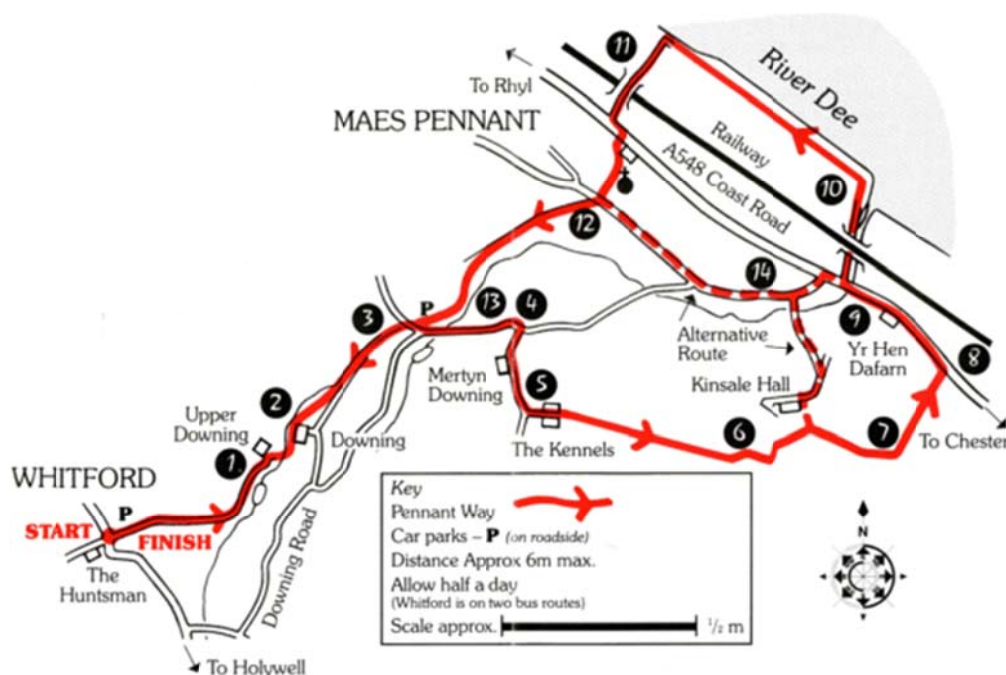 11
River Dee
To Rhyl
MAES PENNANT
Railway
A548 Coast Road
10
12
14
3
P
13
4
Alternative
Route
9
Yr Hen
Dafarn
8
Mertyn
Downing
5
Kinsale Hall
2
Upper
Downing
Downing
The Kennels
6
7
To Chester
1.
WHITFORD
P
START
FINISH
The
Huntsman
Downing Road
To Holywell
Key
Pennant Way
Car parks – P (on roadside)
Distance Approx 6m max.
Allow half a day
(Whitford is on two bus routes)
Scale approx. 1/2 m
N